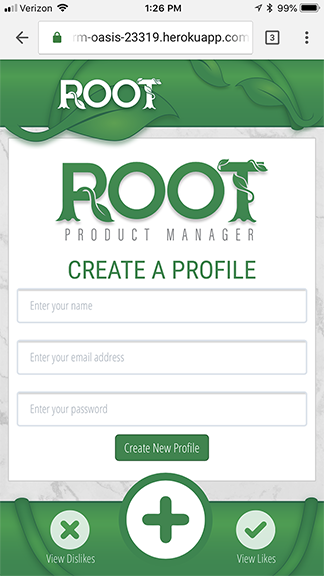 Verizon 1:26 PM 99%
rm-oasis-23319.herokuapp.com 3
ROOT
ROOT
PRODUCT MANAGER
CREATE A PROFILE
Enter your name
Enter your email address
Enter your password
Create New Profile
View Dislikes View Likes